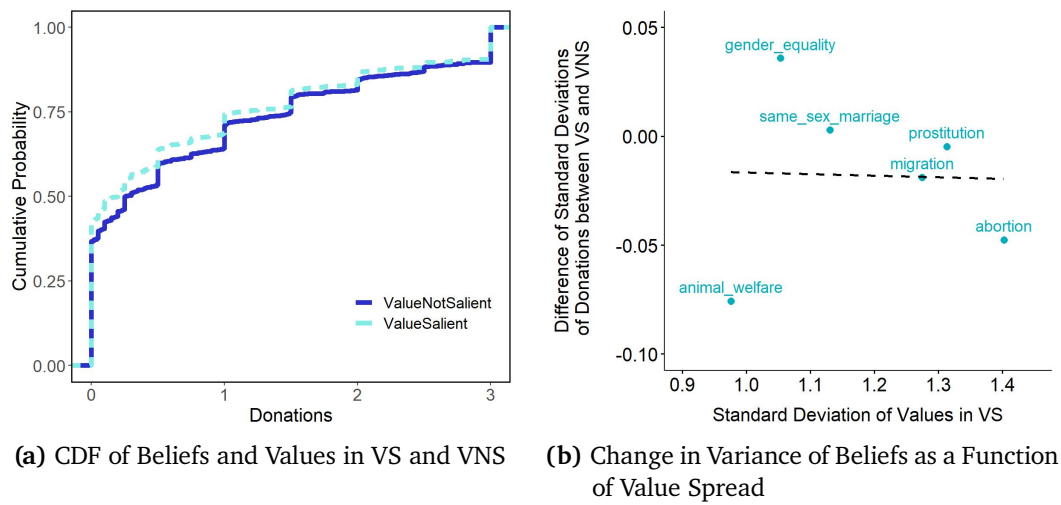 1.00
0.75
0.50
0.25
0.00
Cumulative Probability
ValueNotSalient
ValueSalient
0
1
2
3
Donations
(a) CDF of Beliefs and Values in VS and VNS
0.05
0.00
-0.05
-0.10
Difference of Standard Deviations
of Donations between VS and VNS
gender_equality
same_sex_marriage
prostitution
migration
abortion
animal_welfare
0.9
1.0
1.1
1.2
1.3
1.4
Standard Deviation of Values in VS
(b) Change in Variance of Beliefs as a Function
of Value Spread